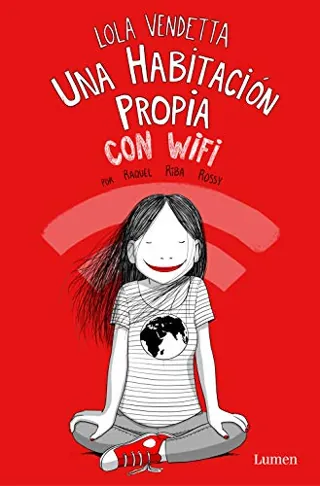 LOLA VENDETTA
UNA HABITACIÓN
PROPIA
CON WiFi
POR RAQUEL RIBA ROSSY
Lumen